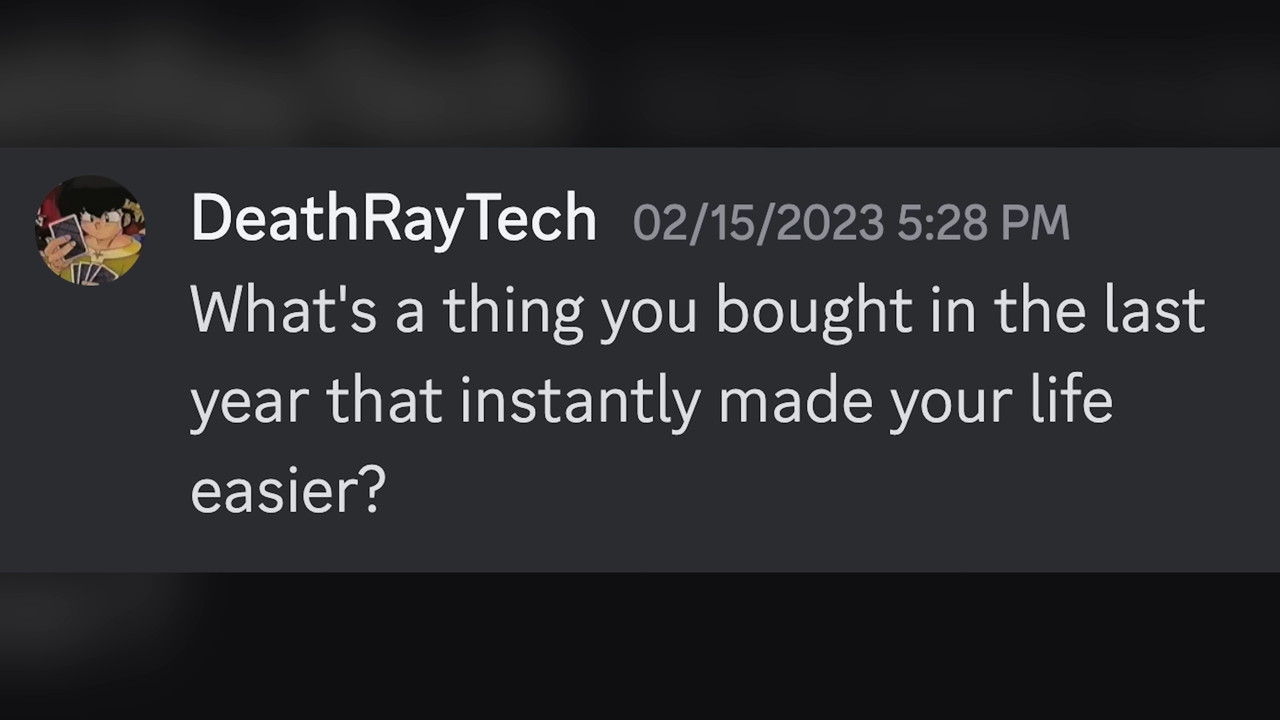 DeathRayTech 02/15/2023 5:28 PM
What's a thing you bought in the last
year that instantly made your life
easier?